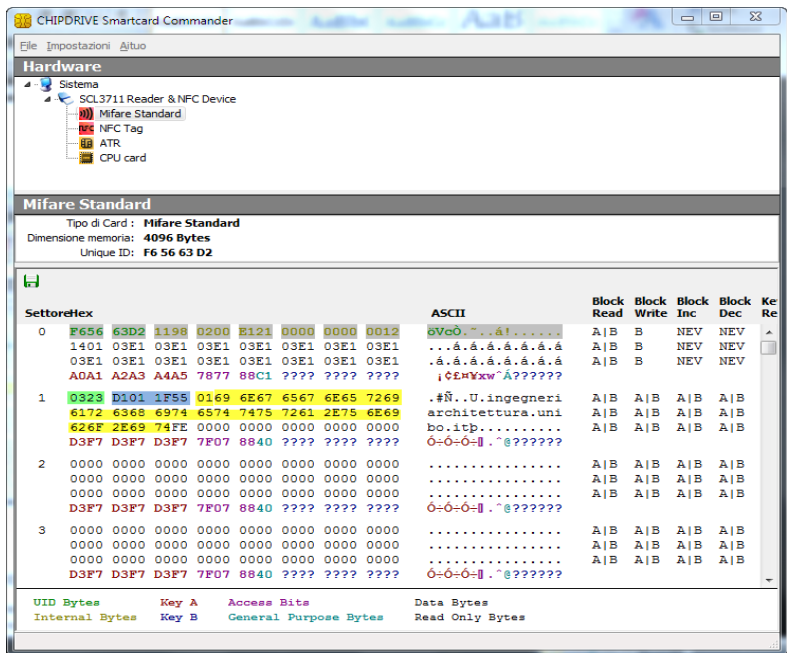 CHIPDRIVE Smartcard Commander
File Impostazioni Aituo
Hardware
Sistema
SCL3711 Reader & NFC Device
Mifare Standard
NFC Tag
ATR
CPU card
Mifare Standard
Tipo di Card : Mifare Standard
Dimensione memoria: 4096 Bytes
Unique ID: F6 56 63 D2
Settore Hex ASCII Block Read Block Write Block Inc Block Dec Ke Re
0 F656 63D2 1198 0200 E121 0000 0000 0012 öVcÒ.˜..á!...... A|B B NEV NEV
1401 03E1 03E1 03E1 03E1 03E1 03E1 03E1 ...á.á.á.á.á.á.á A|B B NEV NEV
03E1 03E1 03E1 03E1 03E1 03E1 03E1 03E1 .á.á.á.á.á.á.á.á A|B B NEV NEV
A0A1 A2A3 A4A5 7877 88C1 ???? ???? ???? ¡¢£¤¥xwˆÁ??????
1 0323 D101 1F55 0169 6E67 6567 6E65 7269 .#Ñ..U.ingegneri A|B A|B A|B A|B
6172 6368 6974 6574 7475 7261 2E75 6E69 architettura.uni A|B A|B A|B A|B
626F 2E69 74FE 0000 0000 0000 0000 0000 bo.itþ.......... A|B A|B A|B A|B
D3F7 D3F7 D3F7 7F07 8840 ???? ???? ???? Ó÷Ó÷Ó÷▯.ˆ@??????
2 0000 0000 0000 0000 0000 0000 0000 0000 ................ A|B A|B A|B A|B
0000 0000 0000 0000 0000 0000 0000 0000 ................ A|B A|B A|B A|B
0000 0000 0000 0000 0000 0000 0000 0000 ................ A|B A|B A|B A|B
D3F7 D3F7 D3F7 7F07 8840 ???? ???? ???? Ó÷Ó÷Ó÷▯.ˆ@??????
3 0000 0000 0000 0000 0000 0000 0000 0000 ................ A|B A|B A|B A|B
0000 0000 0000 0000 0000 0000 0000 0000 ................ A|B A|B A|B A|B
0000 0000 0000 0000 0000 0000 0000 0000 ................ A|B A|B A|B A|B
D3F7 D3F7 D3F7 7F07 8840 ???? ???? ???? Ó÷Ó÷Ó÷▯.ˆ@??????
UID Bytes Key A Access Bits Data Bytes
Internal Bytes Key B General Purpose Bytes Read Only Bytes